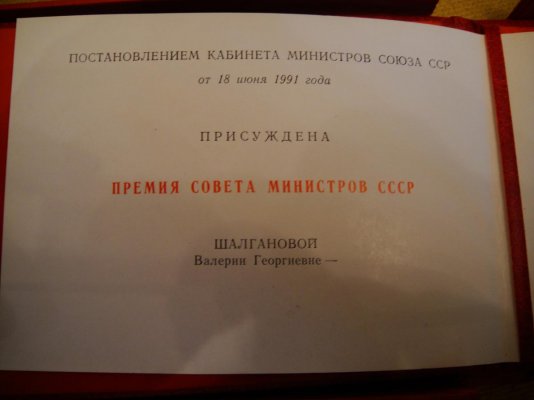 ПОСТАНОВЛЕНИЕМ КАБИНЕТА МИНИСТРОВ СОЮЗА ССР
от 18 июня 1991 года
ПРИСУЖДЕНА
ПРЕМИЯ СОВЕТА МИНИСТРОВ СССР
ШАЛГАНОВОЙ
Валерии Георгиевне —